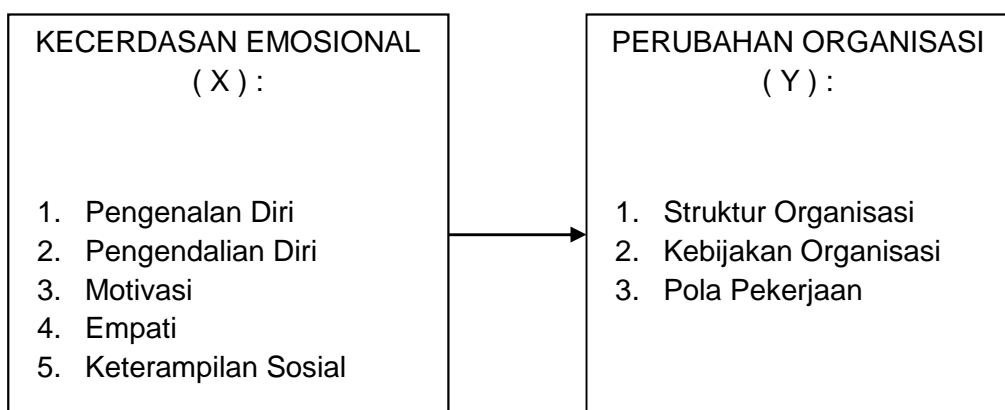 KECERDASAN EMOSIONAL
( X ) :
1. Pengenalan Diri
2. Pengendalian Diri
3. Motivasi
4. Empati
5. Keterampilan Sosial
PERUBAHAN ORGANISASI
( Y ) :
1. Struktur Organisasi
2. Kebijakan Organisasi
3. Pola Pekerjaan